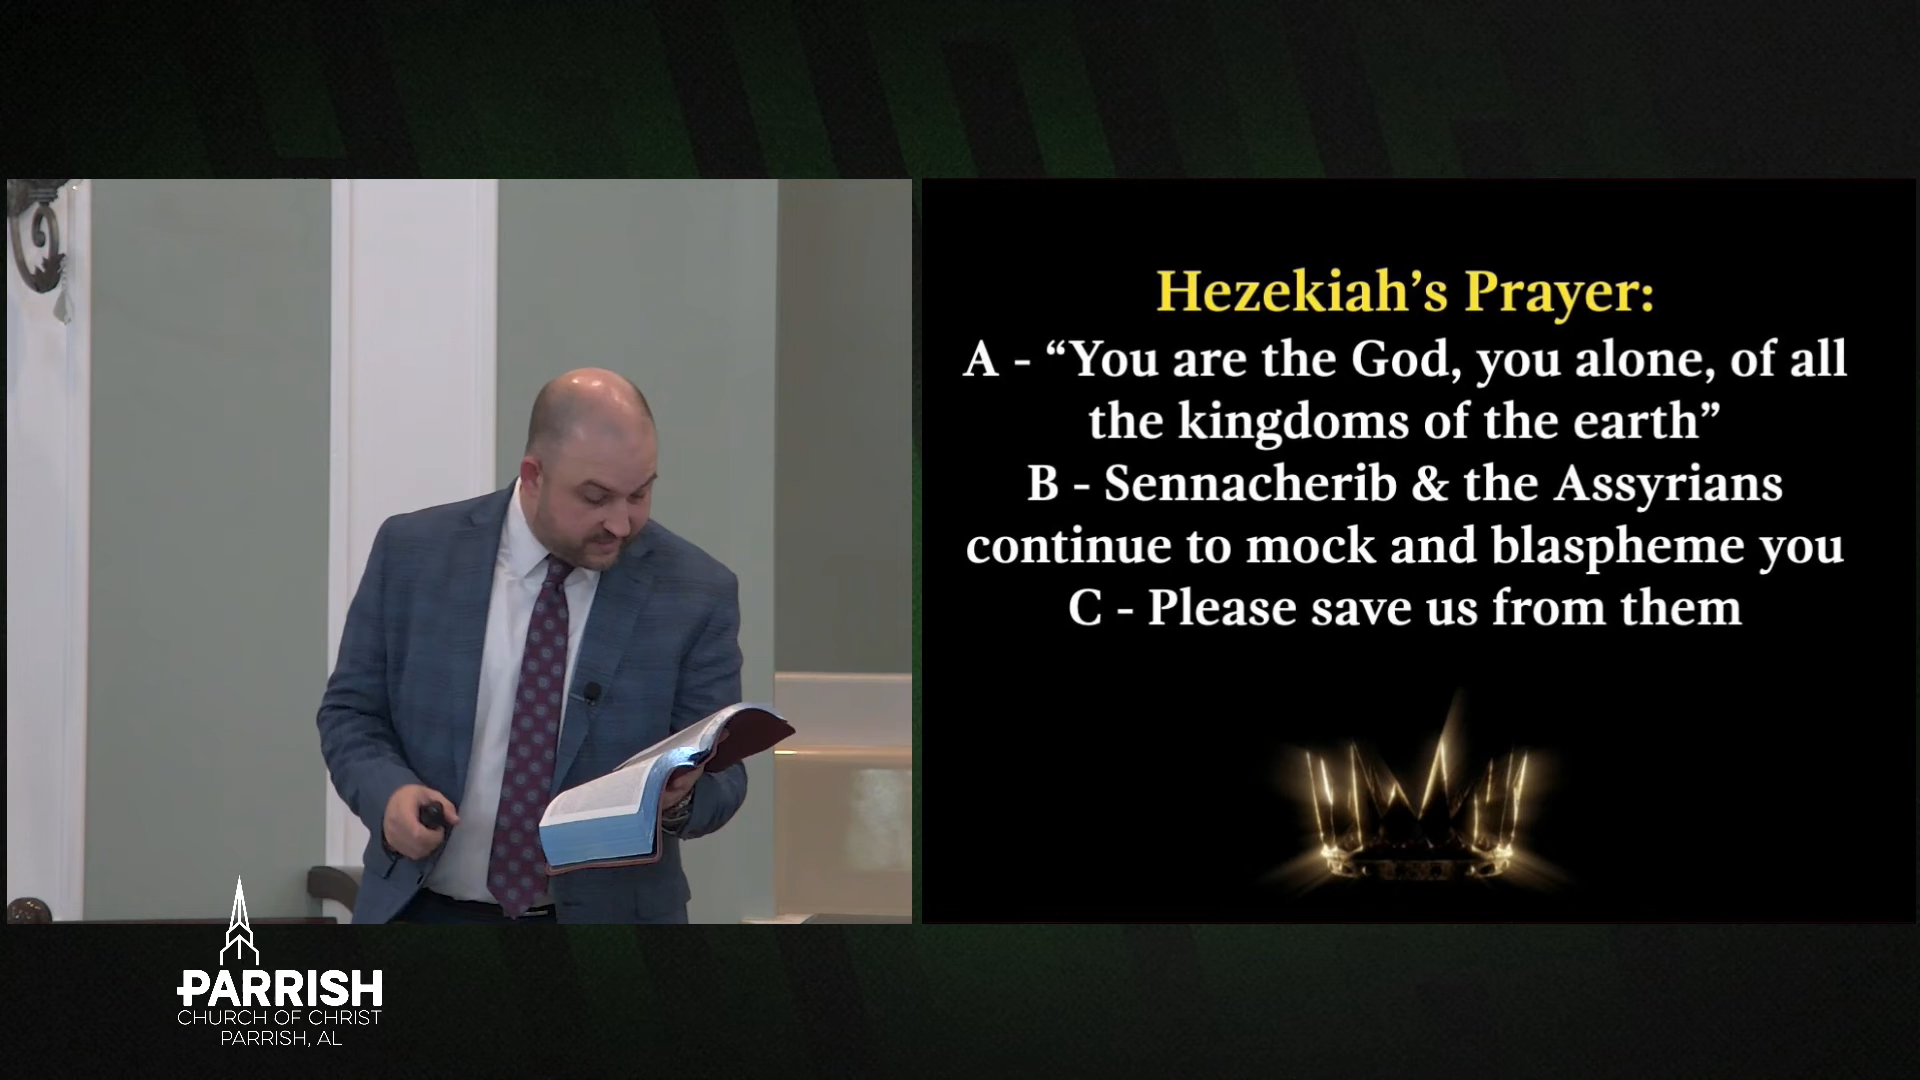 Hezekiah’s Prayer:
A - “You are the God, you alone, of all
the kingdoms of the earth”
B - Sennacherib & the Assyrians
continue to mock and blaspheme you
C - Please save us from them
PARRISH
CHURCH OF CHRIST
PARRISH, AL